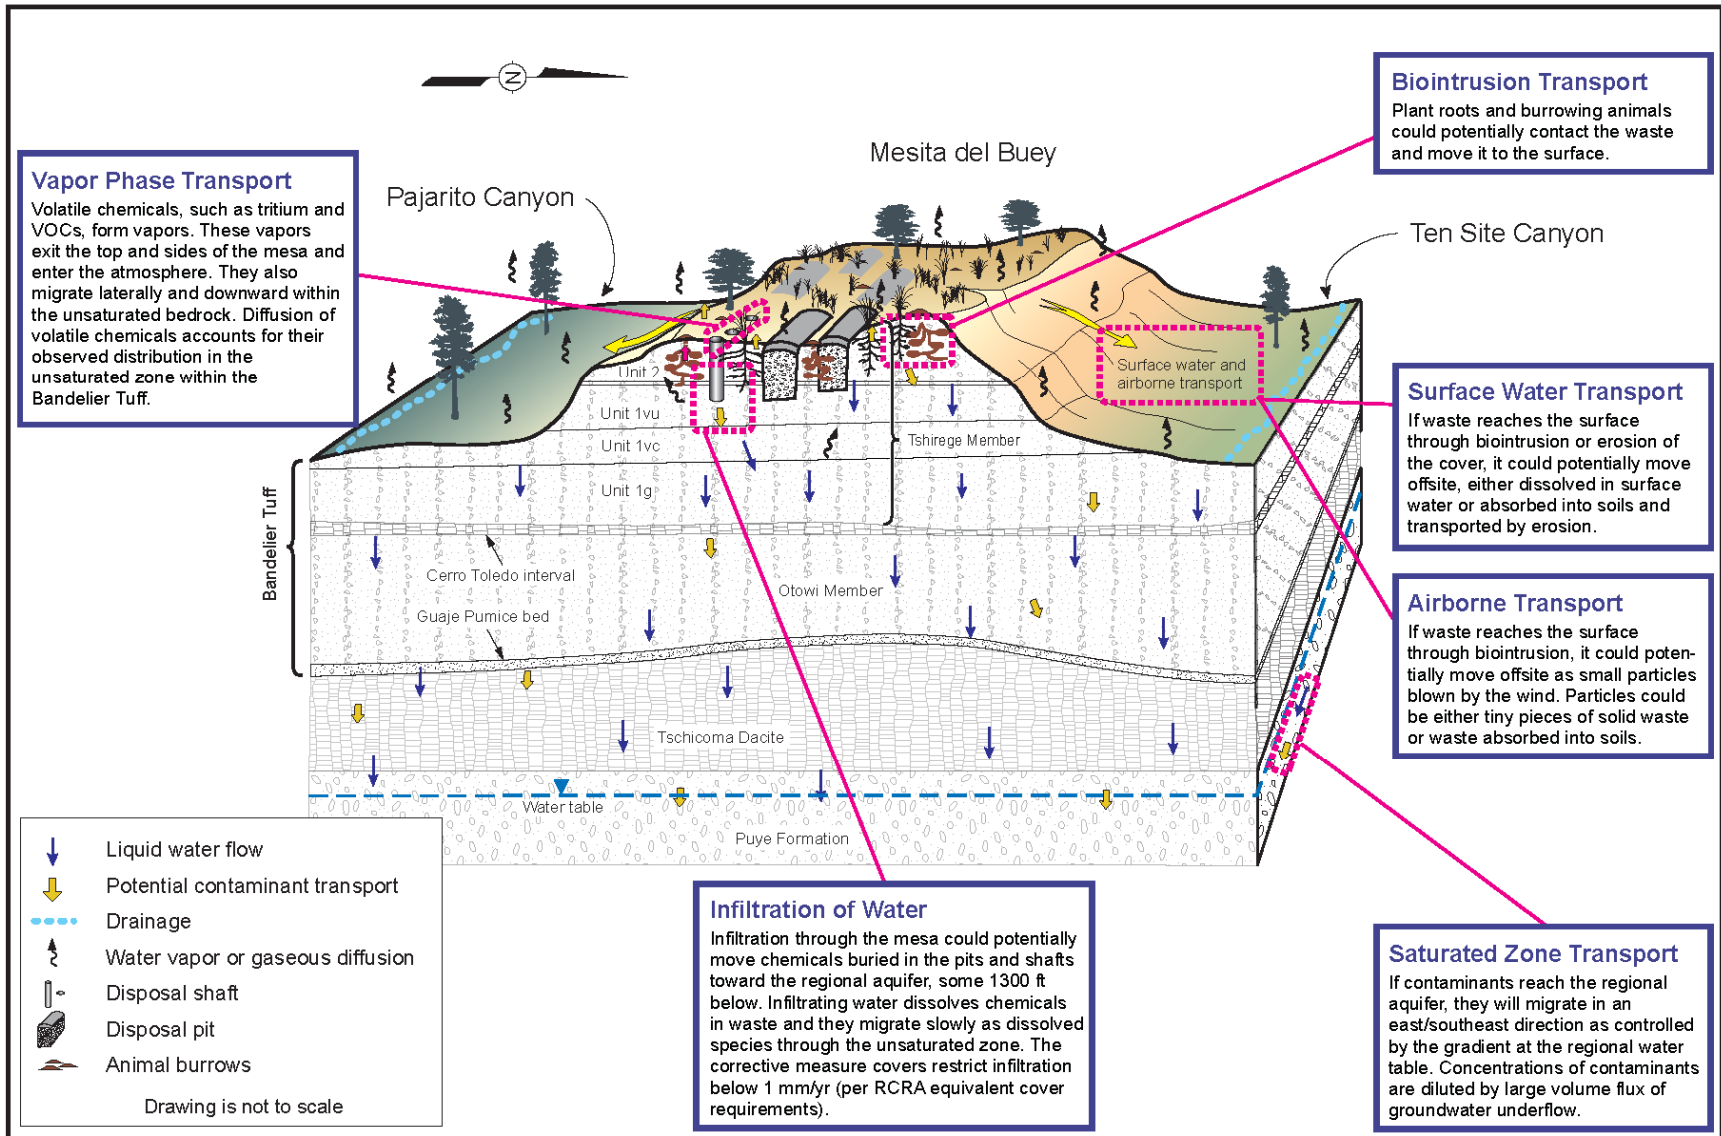 N
Mesita del Buey
Pajarito Canyon
Ten Site Canyon
Vapor Phase Transport
Volatile chemicals, such as tritium and
VOCs, form vapors. These vapors
exit the top and sides of the mesa and
enter the atmosphere. They also
migrate laterally and downward within
the unsaturated bedrock. Diffusion of
volatile chemicals accounts for their
observed distribution in the
unsaturated zone within the
Bandelier Tuff.
Biointrusion Transport
Plant roots and burrowing animals
could potentially contact the waste
and move it to the surface.
Surface water and
airborne transport
Surface Water Transport
If waste reaches the surface
through biointrusion or erosion of
the cover, it could potentially move
offsite, either dissolved in surface
water or absorbed into soils and
transported by erosion.
Airborne Transport
If waste reaches the surface
through biointrusion, it could poten-
tially move offsite as small particles
blown by the wind. Particles could
be either tiny pieces of solid waste
or waste absorbed into soils.
Unit 2
Unit 1vu
Unit 1vc
Unit 1g
Tshirege Member
Bandelier Tuff
Cerro Toledo interval
Otowi Member
Guaje Pumice bed
Tschicoma Dacite
Water table
Puye Formation
Liquid water flow
Potential contaminant transport
Drainage
Water vapor or gaseous diffusion
Disposal shaft
Disposal pit
Animal burrows
Drawing is not to scale
Infiltration of Water
Infiltration through the mesa could potentially
move chemicals buried in the pits and shafts
toward the regional aquifer, some 1300 ft
below. Infiltrating water dissolves chemicals
in waste and they migrate slowly as dissolved
species through the unsaturated zone. The
corrective measure covers restrict infiltration
below 1 mm/yr (per RCRA equivalent cover
requirements).
Saturated Zone Transport
If contaminants reach the regional
aquifer, they will migrate in an
east/southeast direction as controlled
by the gradient at the regional water
table. Concentrations of contaminants
are diluted by large volume flux of
groundwater underflow.